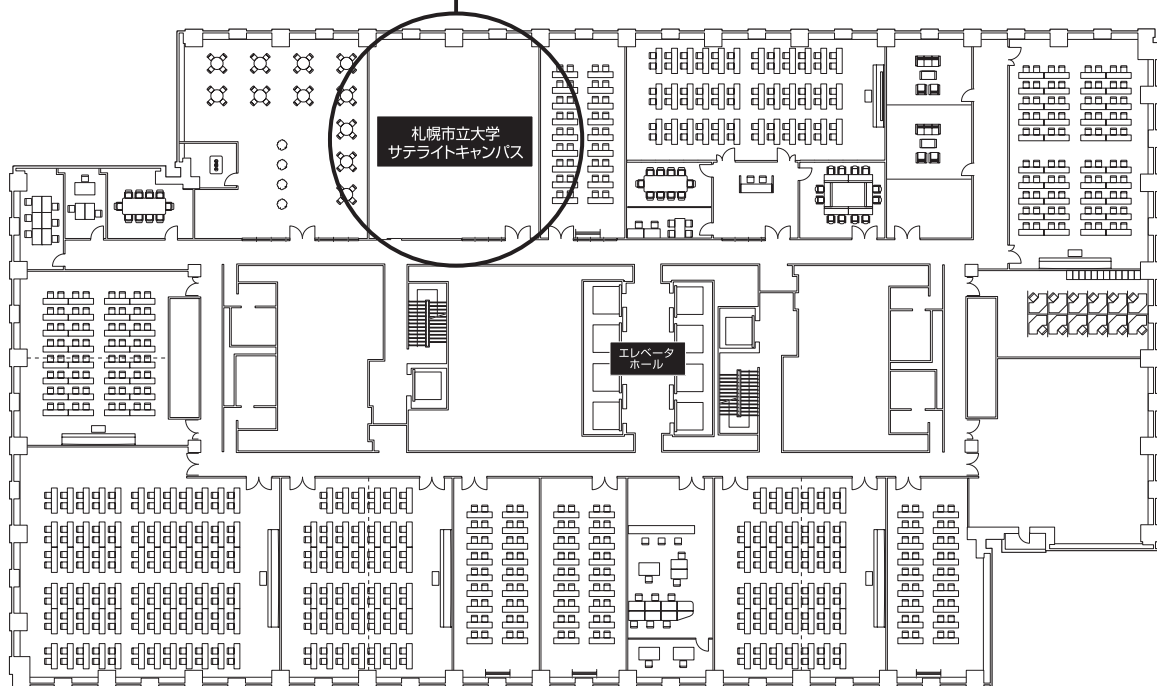 札幌市立大学
サテライトキャンパス
エレベータ
ホール